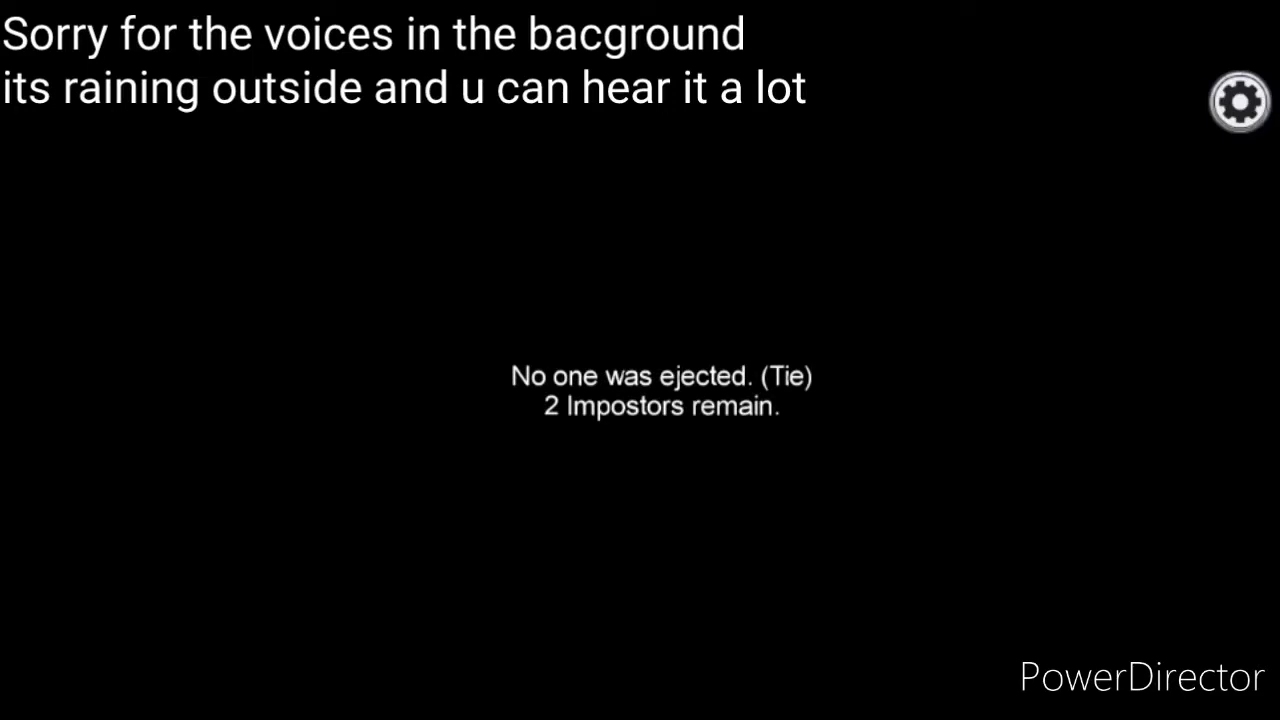 Sorry for the voices in the bacground
its raining outside and u can hear it a lot
No one was ejected. (Tie)
2 Impostors remain.
PowerDirector